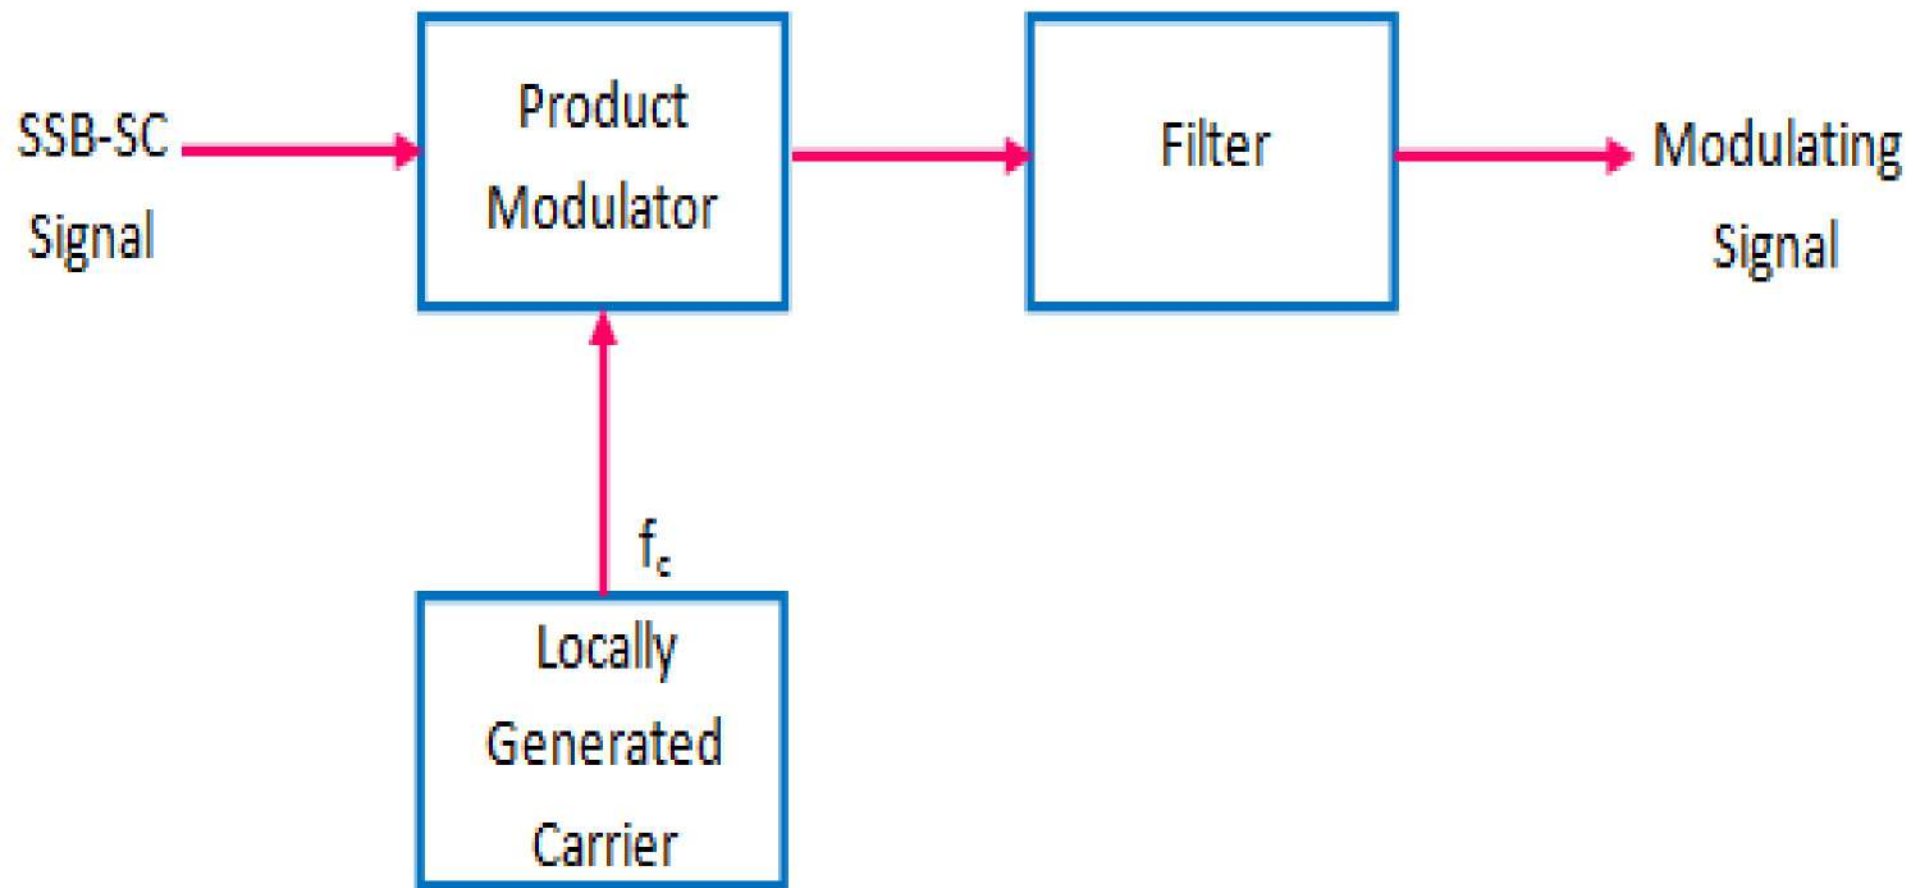 SSB-SC
Signal
Product
Modulator
Filter
Modulating
Signal
fc
Locally
Generated
Carrier